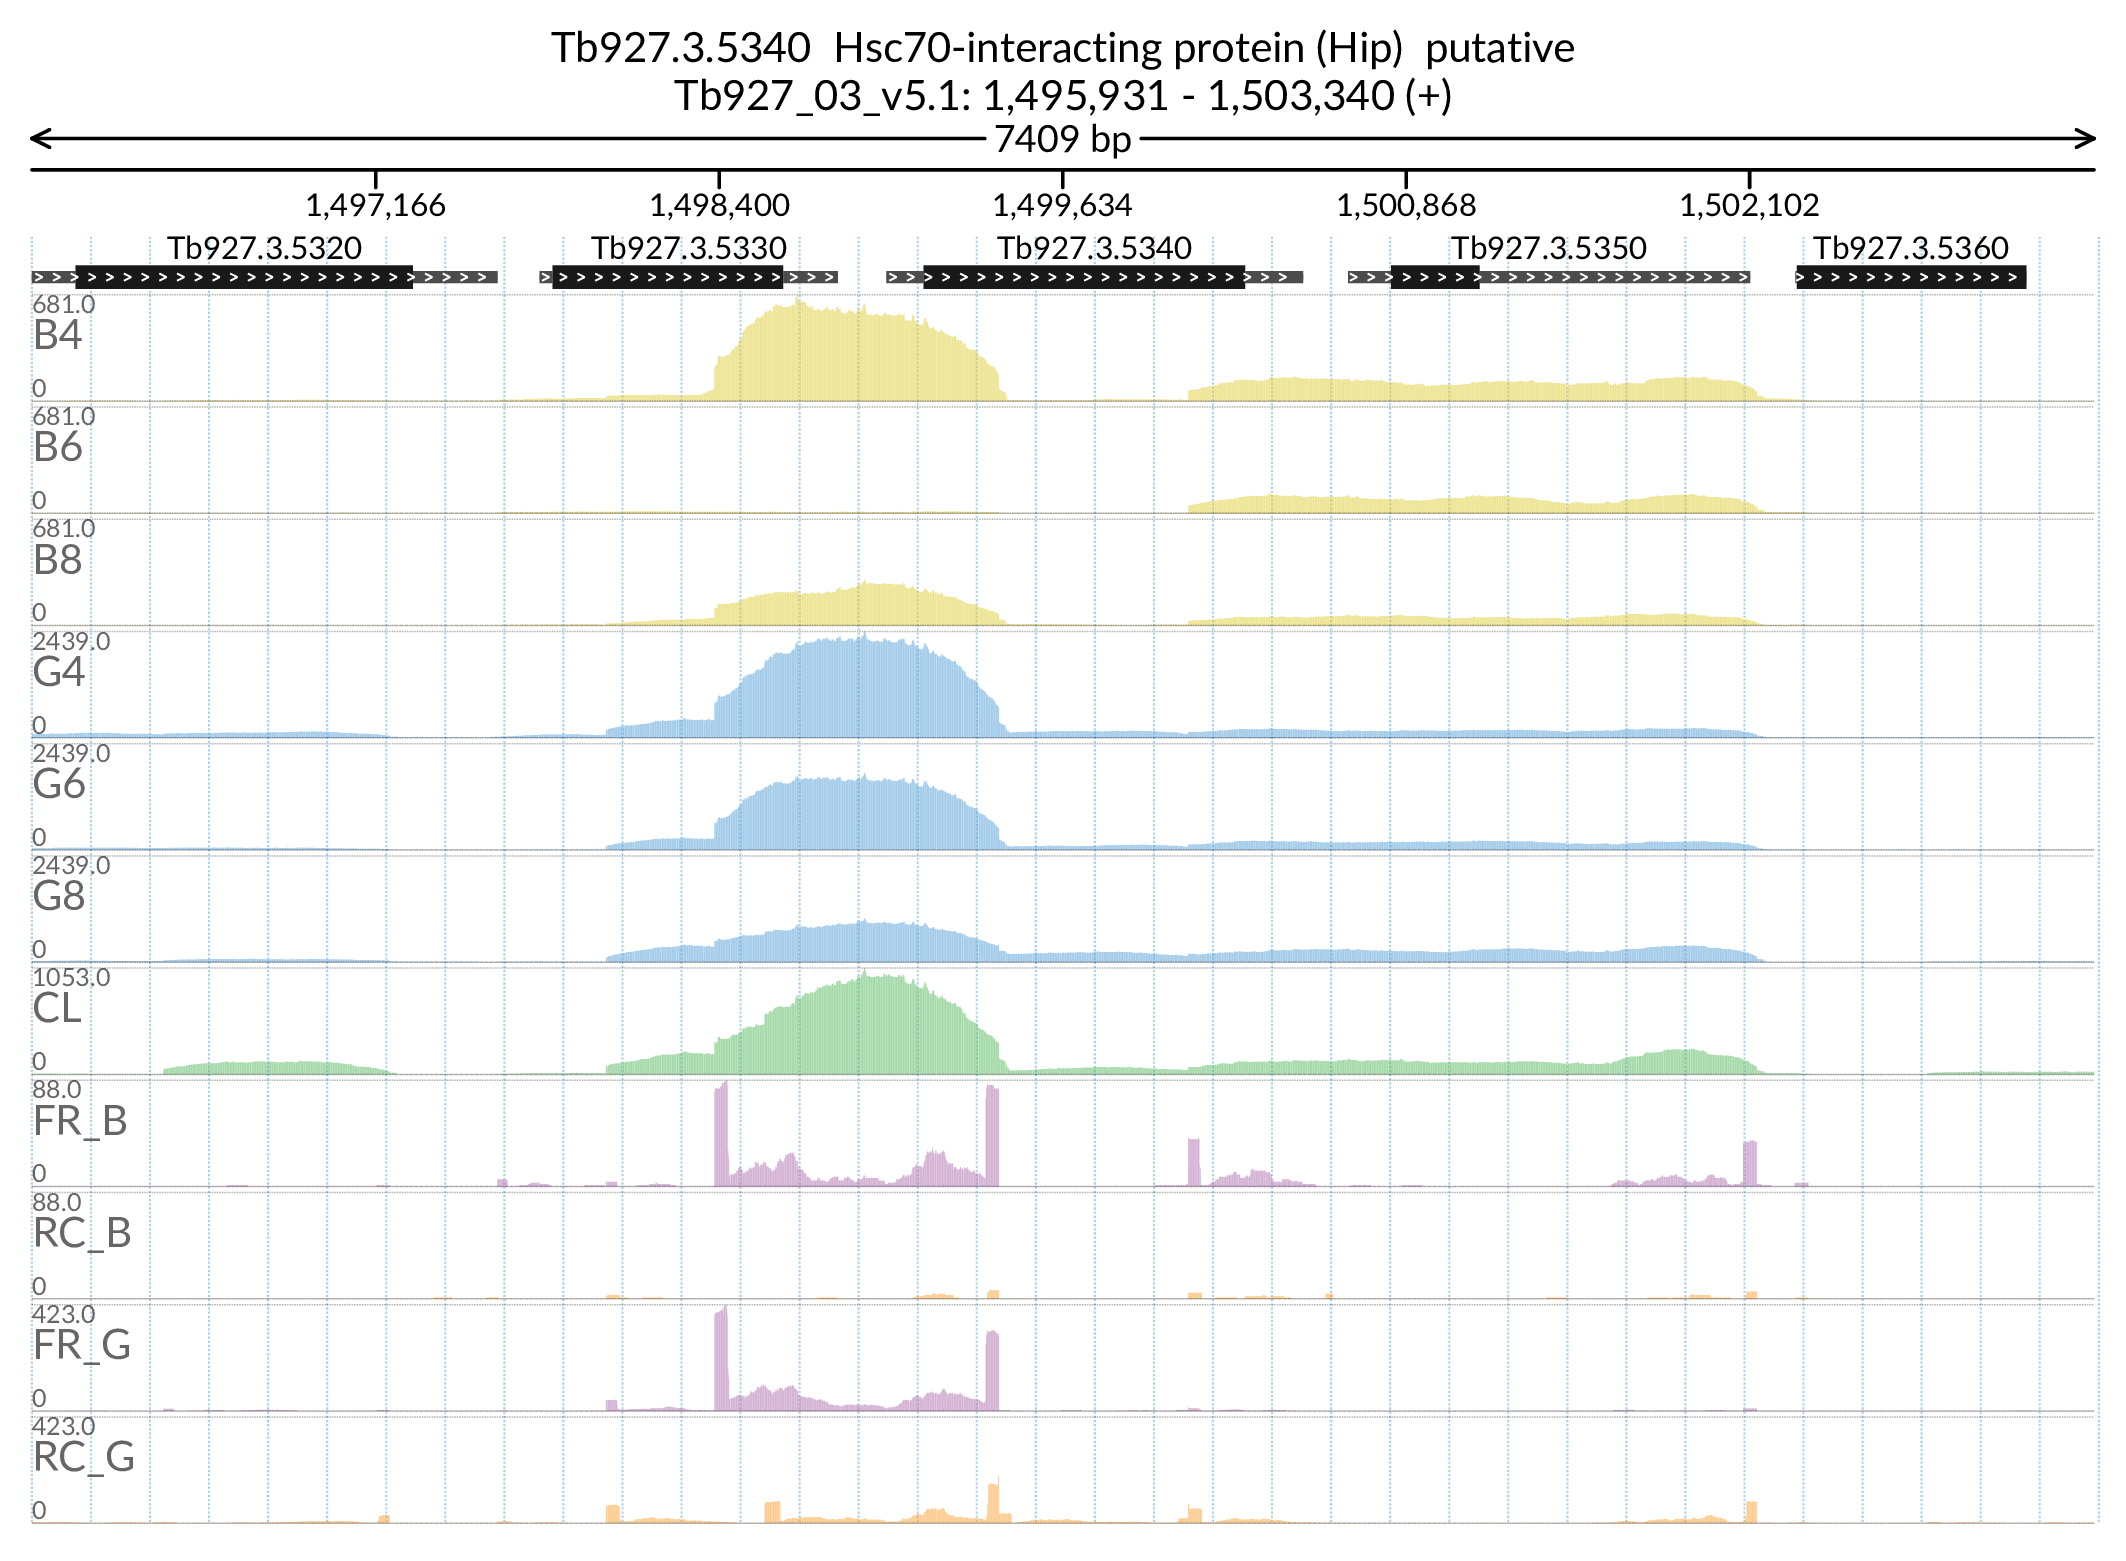 Tb927.3.5340  Hsc70-interacting protein (Hip)  putative
Tb927_03_v5.1: 1,495,931 - 1,503,340 (+)
7409 bp
1,497,166 1,498,400 1,499,634 1,500,868 1,502,102
Tb927.3.5320 Tb927.3.5330 Tb927.3.5340 Tb927.3.5350 Tb927.3.5360
681.0
B4
0
681.0
B6
0
681.0
B8
0
2439.0
G4
0
2439.0
G6
0
2439.0
G8
0
1053.0
CL
0
88.0
FR_B
0
88.0
RC_B
0
423.0
FR_G
0
423.0
RC_G
0